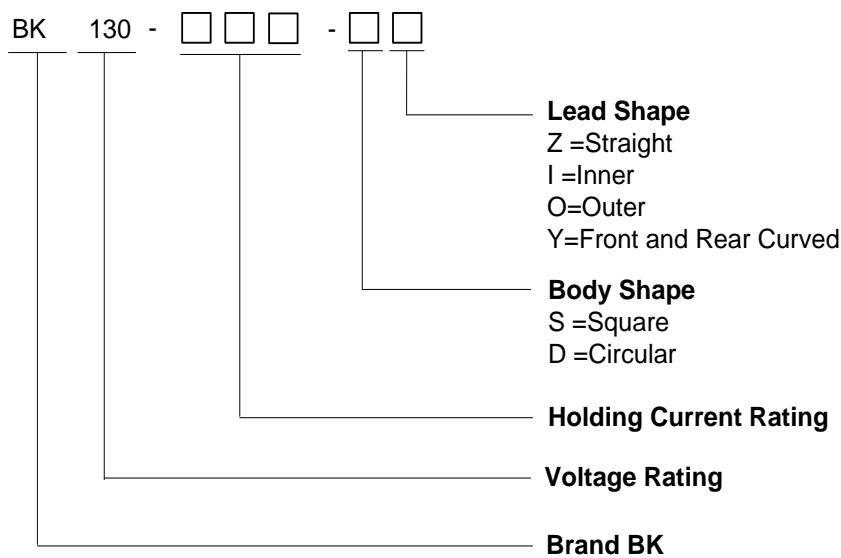 BK 130 - □ □ □ - □ □
Lead Shape
Z =Straight
I =Inner
O=Outer
Y=Front and Rear Curved
Body Shape
S =Square
D =Circular
Holding Current Rating
Voltage Rating
Brand BK